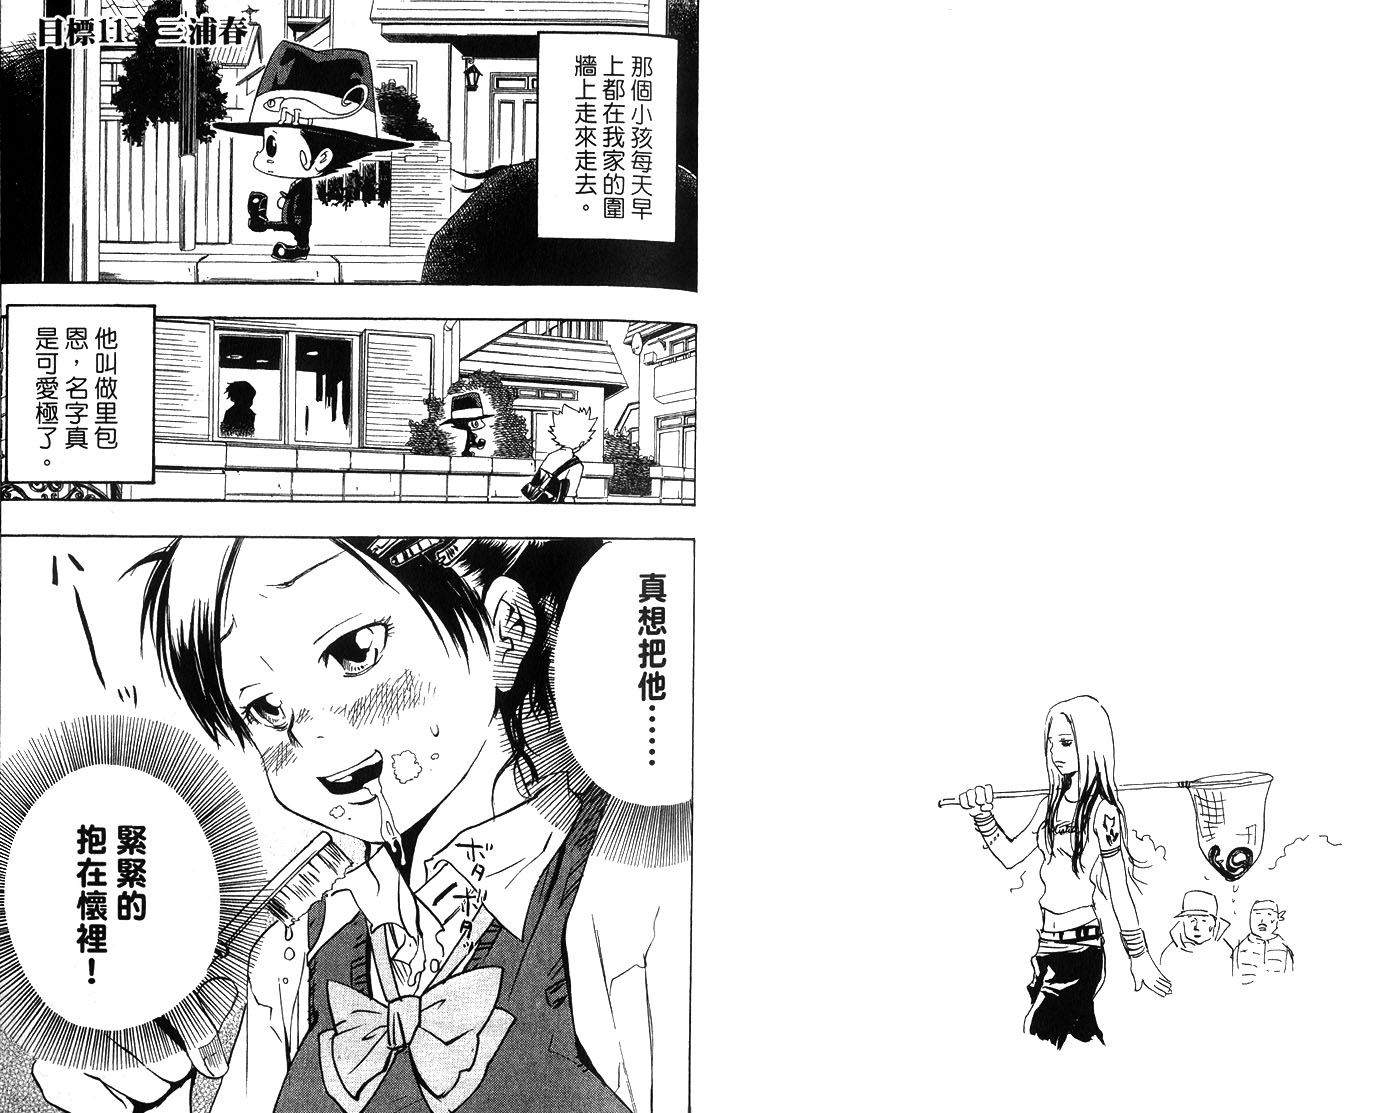 目標11 三浦春
那個小孩每天早
上都在我家的圍
牆上走來走去。
他叫做里包
恩，名字真
是可愛極了。
真想把他……
緊緊的
抱在懷裡！
ハーッ
ボタ
ボタッ